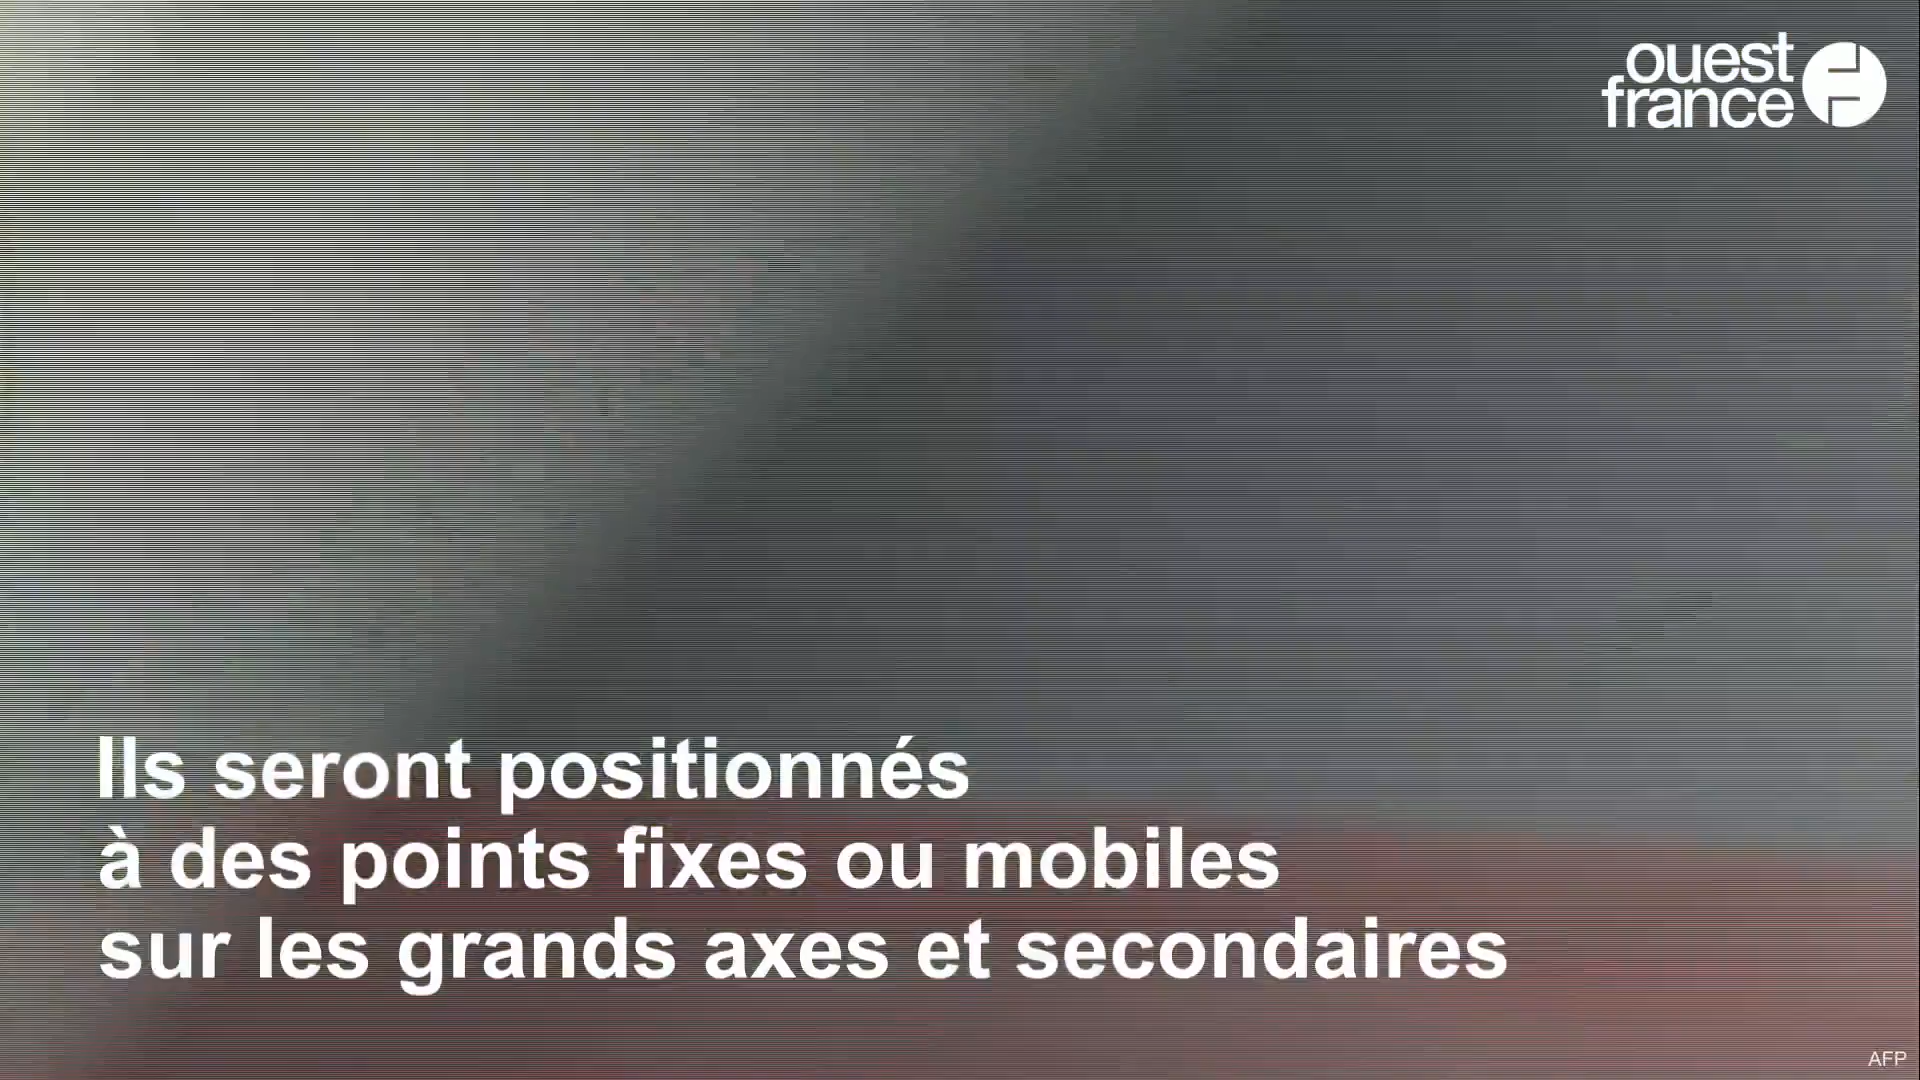 ouest
france
Ils seront positionnés
à des points fixes ou mobiles
sur les grands axes et secondaires
AFP